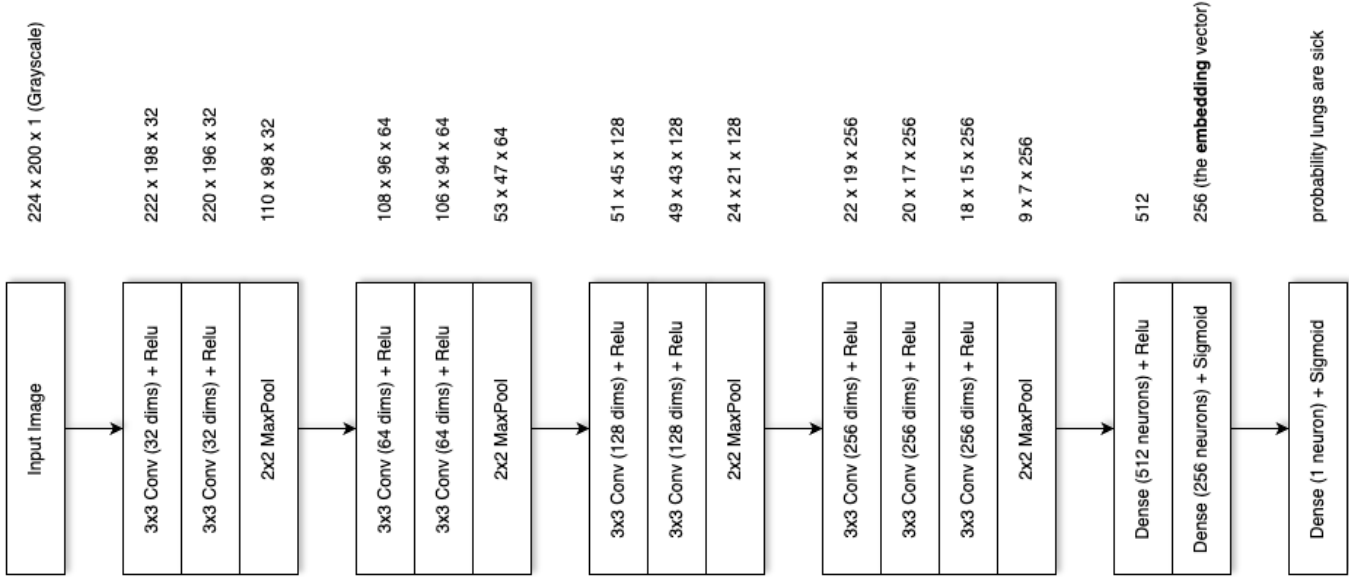 Input Image
224 x 200 x 1 (Grayscale)
3x3 Conv (32 dims) + Relu
222 x 198 x 32
3x3 Conv (32 dims) + Relu
220 x 196 x 32
2x2 MaxPool
110 x 98 x 32
3x3 Conv (64 dims) + Relu
108 x 96 x 64
3x3 Conv (64 dims) + Relu
106 x 94 x 64
2x2 MaxPool
53 x 47 x 64
3x3 Conv (128 dims) + Relu
51 x 45 x 128
3x3 Conv (128 dims) + Relu
49 x 43 x 128
2x2 MaxPool
24 x 21 x 128
3x3 Conv (256 dims) + Relu
22 x 19 x 256
3x3 Conv (256 dims) + Relu
20 x 17 x 256
3x3 Conv (256 dims) + Relu
18 x 15 x 256
2x2 MaxPool
9 x 7 x 256
Dense (512 neurons) + Relu
512
Dense (256 neurons) + Sigmoid
256 (the embedding vector)
Dense (1 neuron) + Sigmoid
probability lungs are sick